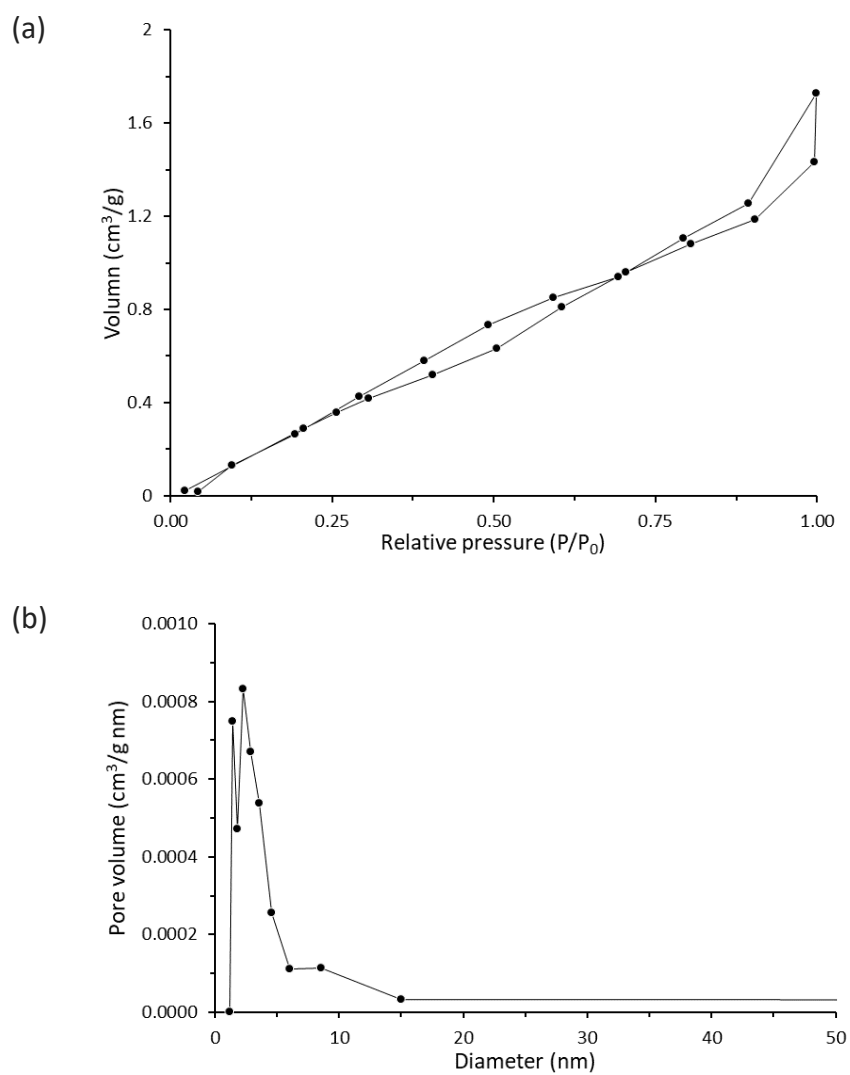 (a)
2
1.6
1.2
0.8
0.4
0
Volumn (cm³/g)
0.00 0.25 0.50 0.75 1.00
Relative pressure (P/P₀)
(b)
0.0010
0.0008
0.0006
0.0004
0.0002
0.0000
Pore volume (cm³/g nm)
0 10 20 30 40 50
Diameter (nm)